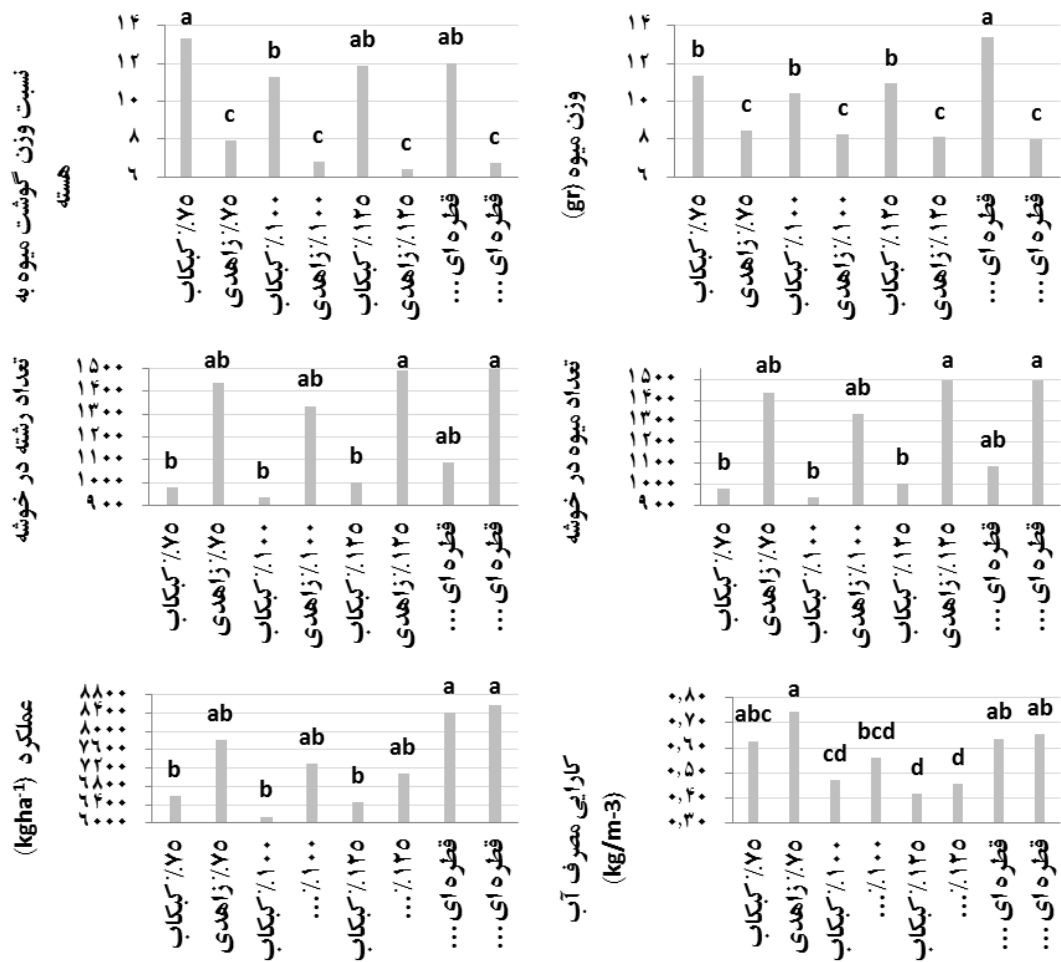 نسبت وزن گوشت میوه به
هسته
۱۴
۱۲
۱۰
۸
۶
a
c
b
c
ab
c
ab
c
۷۵٪ کبکاب
۷۵٪ زاهدی
۱۰۰٪ کبکاب
۱۰۰٪ زاهدی
۱۲۵٪ کبکاب
۱۲۵٪ زاهدی
قطره ای ...
قطره ای ...
وزن میوه (gr)
۱۴
۱۲
۱۰
۸
۶
b
c
b
c
b
c
a
c
۷۵٪ کبکاب
۷۵٪ زاهدی
۱۰۰٪ کبکاب
۱۰۰٪ زاهدی
۱۲۵٪ کبکاب
۱۲۵٪ زاهدی
قطره ای ...
قطره ای ...
تعداد رشته در خوشه
۱۵۰۰
۱۴۰۰
۱۳۰۰
۱۲۰۰
۱۱۰۰
۱۰۰۰
۹۰۰
b
ab
b
ab
b
a
ab
a
۷۵٪ کبکاب
۷۵٪ زاهدی
۱۰۰٪ کبکاب
۱۰۰٪ زاهدی
۱۲۵٪ کبکاب
۱۲۵٪ زاهدی
قطره ای ...
قطره ای ...
تعداد میوه در خوشه
۱۵۰۰
۱۴۰۰
۱۳۰۰
۱۲۰۰
۱۱۰۰
۱۰۰۰
۹۰۰
b
ab
b
ab
b
a
ab
a
۷۵٪ کبکاب
۷۵٪ زاهدی
۱۰۰٪ کبکاب
۱۰۰٪ زاهدی
۱۲۵٪ کبکاب
۱۲۵٪ زاهدی
قطره ای ...
قطره ای ...
عملکرد (kgha-1)
۸۸۰۰
۸۴۰۰
۸۰۰۰
۷۶۰۰
۷۲۰۰
۶۸۰۰
۶۴۰۰
۶۰۰۰
b
ab
b
ab
b
ab
a
a
۷۵٪ کبکاب
۷۵٪ زاهدی
۱۰۰٪ کبکاب
۱۰۰٪ ...
۱۲۵٪ کبکاب
۱۲۵٪ ...
قطره ای ...
قطره ای ...
کارایی مصرف آب
(kg/m-3)
۰,۸۰
۰,۷۰
۰,۶۰
۰,۵۰
۰,۴۰
۰,۳۰
abc
a
cd
bcd
d
d
ab
ab
۷۵٪ کبکاب
۷۵٪ زاهدی
۱۰۰٪ کبکاب
۱۰۰٪ ...
۱۲۵٪ کبکاب
۱۲۵٪ ...
قطره ای ...
قطره ای ...